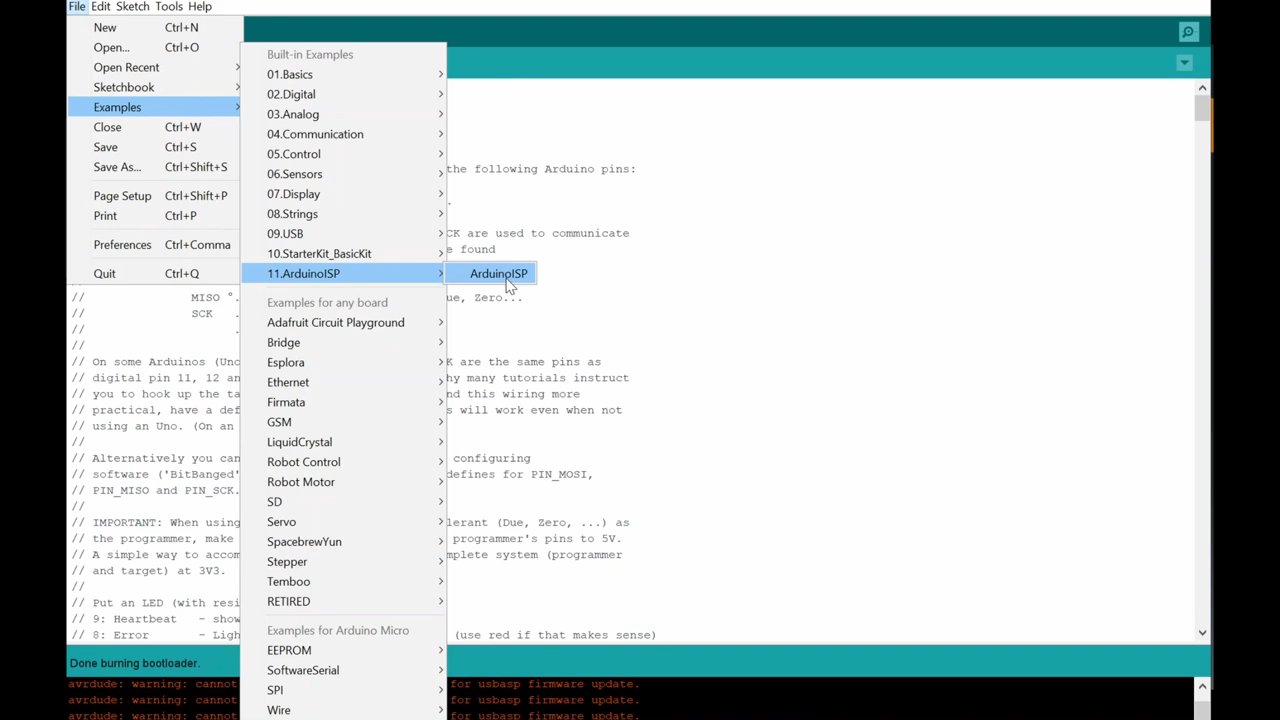 File Edit Sketch Tools Help
New Ctrl+N
Open... Ctrl+O
Open Recent
Sketchbook
Examples
Close Ctrl+W
Save Ctrl+S
Save As... Ctrl+Shift+S
Page Setup Ctrl+Shift+P
Print Ctrl+P
Preferences Ctrl+Comma
Quit Ctrl+Q
Built-in Examples
01.Basics
02.Digital
03.Analog
04.Communication
05.Control
06.Sensors
07.Display
08.Strings
09.USB
10.StarterKit_BasicKit
11.ArduinoISP
Examples for any board
Adafruit Circuit Playground
Bridge
Esplora
Ethernet
Firmata
GSM
LiquidCrystal
Robot Control
Robot Motor
SD
Servo
SpacebrewYun
Stepper
Temboo
RETIRED
Examples for Arduino Micro
EEPROM
SoftwareSerial
SPI
Wire
ArduinoISP
the following Arduino pins:
.
CK are used to communicate
e found
// MISO °. ue, Zero...
// SCK .
// .
//
// On some Arduinos (Uno K are the same pins as
// digital pin 11, 12 an hy many tutorials instruct
// you to hook up the ta nd this wiring more
// practical, have a def s will work even when not
// using an Uno. (On an
//
// Alternatively you can configuring
// software ('BitBanged' defines for PIN_MOSI,
// PIN_MISO and PIN_SCK.
//
// IMPORTANT: When using lerant (Due, Zero, ...) as
// the programmer, make programmer's pins to 5V.
// A simple way to accom mplete system (programmer
// and target) at 3V3.
//
// Put an LED (with resi
// 9: Heartbeat - show
// 8: Error - Ligh (use red if that makes sense)
Done burning bootloader.
avrdude: warning: cannot for usbasp firmware update.
avrdude: warning: cannot for usbasp firmware update.
avrdude: warning: cannot for usbasp firmware update.